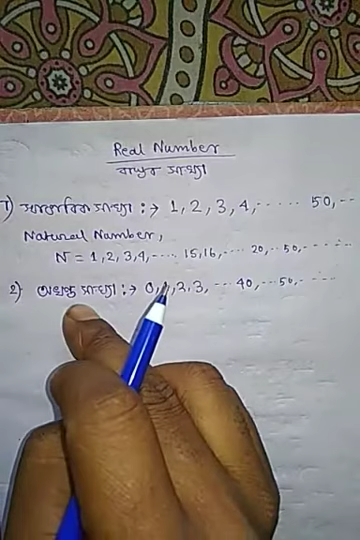 Real Number
বাস্তব সংখ্যা
1) স্বাভাবিক সংখ্যা :→ 1, 2, 3, 4, ...... 50, ...
Natural Number,
N = 1, 2, 3, 4, .... 15, 16, .... 20, .. 50, ......
2) অখণ্ড সংখ্যা :→ 0, 1, 2, 3, ... 40, ... 50, ......